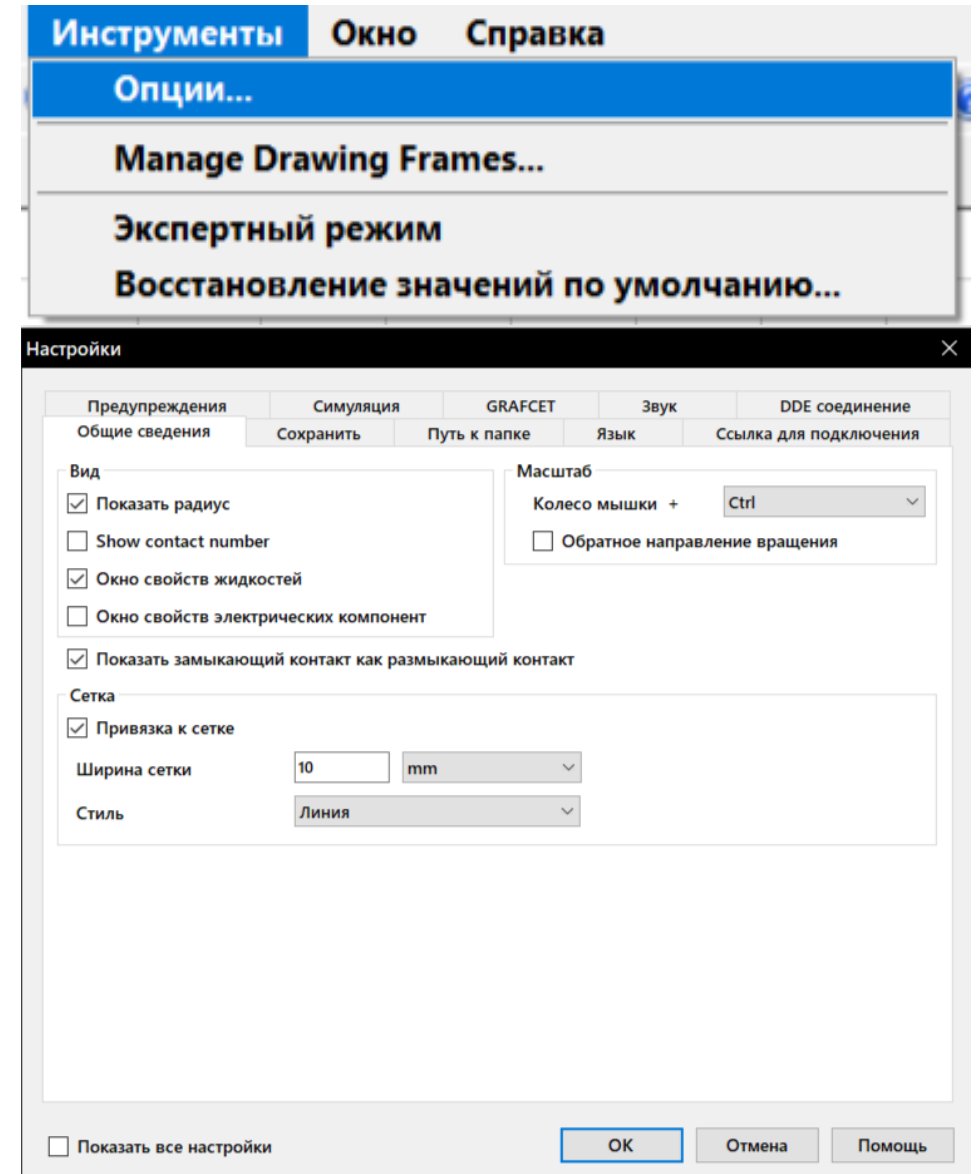 Инструменты Окно Справка
Опции...
Manage Drawing Frames...
Экспертный режим
Восстановление значений по умолчанию...
Настройки
Предупреждения Симуляция GRAFCET Звук DDE соединение
Общие сведения Сохранить Путь к папке Язык Ссылка для подключения
Вид
Показать радиус
Show contact number
Окно свойств жидкостей
Окно свойств электрических компонент
Масштаб
Колесо мышки + Ctrl
Обратное направление вращения
Показать замыкающий контакт как размыкающий контакт
Сетка
Привязка к сетке
Ширина сетки 10 mm
Стиль Линия
Показать все настройки OK Отмена Помощь